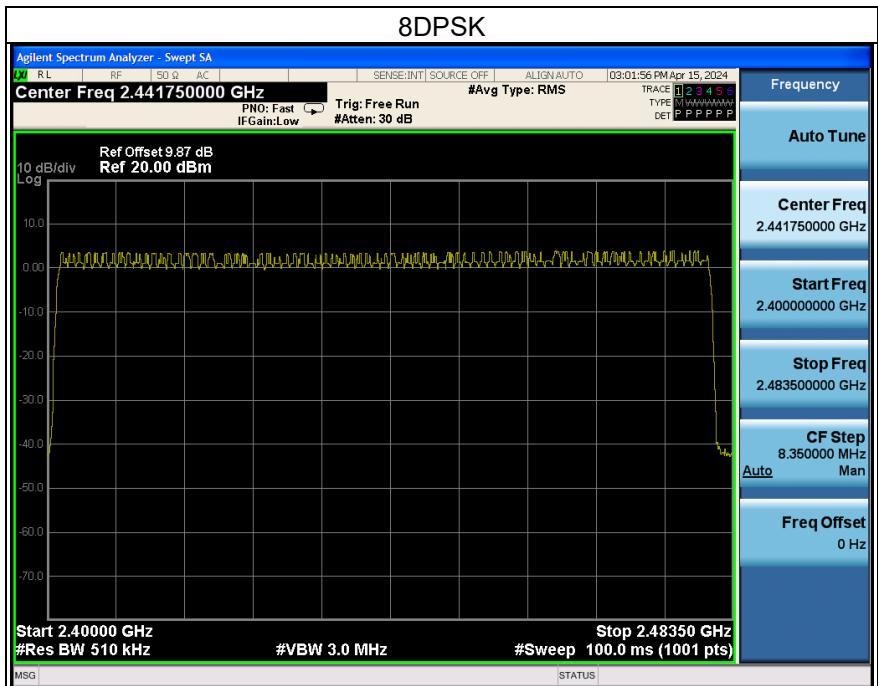 8DPSK
Agilent Spectrum Analyzer - Swept SA
LXI RL RF 50 Ω AC SENSE:INT SOURCE OFF ALIGN AUTO 03:01:56 PM Apr 15, 2024
Center Freq 2.441750000 GHz #Avg Type: RMS TRACE 1 2 3 4 5 6
PNO: Fast Trig: Free Run TYPE M WWWWW
IFGain:Low #Atten: 30 dB DET P P P P P P
Ref Offset 9.87 dB
10 dB/div Ref 20.00 dBm
Log
10.0
0.00
-10.0
-20.0
-30.0
-40.0
-50.0
-60.0
-70.0
Start 2.40000 GHz Stop 2.48350 GHz
#Res BW 510 kHz #VBW 3.0 MHz #Sweep 100.0 ms (1001 pts)
MSG STATUS
Frequency
Auto Tune
Center Freq
2.441750000 GHz
Start Freq
2.400000000 GHz
Stop Freq
2.483500000 GHz
CF Step
8.350000 MHz
Auto Man
Freq Offset
0 Hz